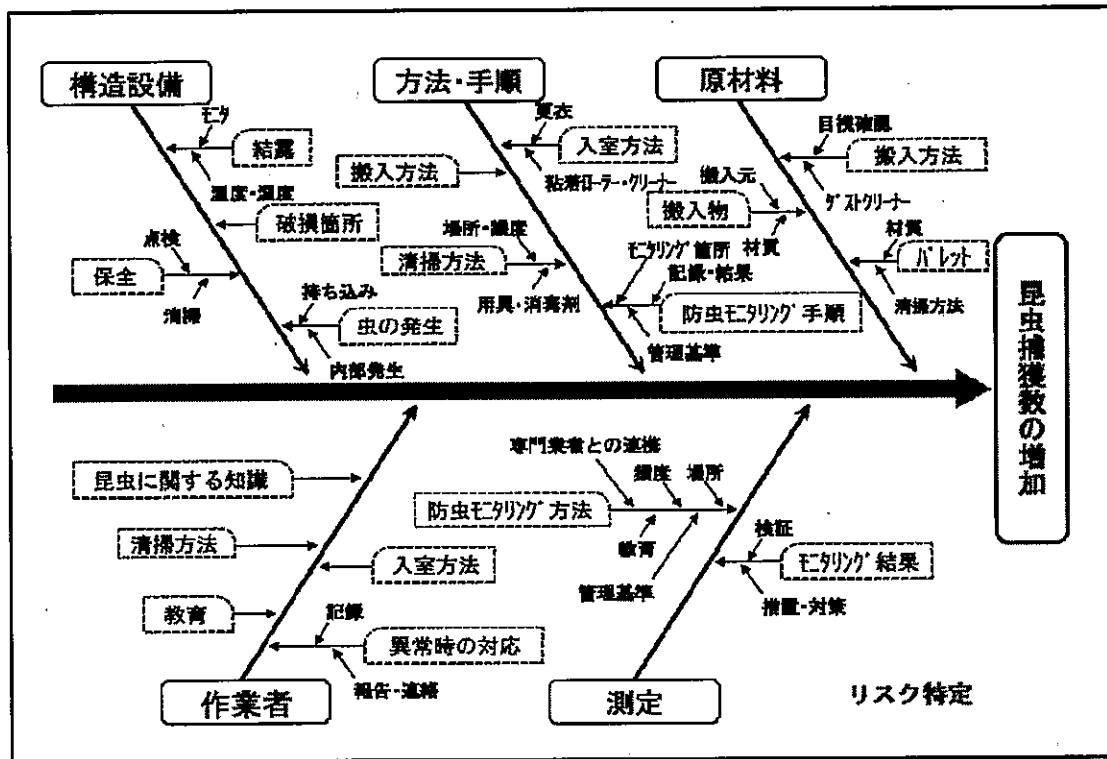 構造設備
方法・手順
原材料
モニタ
結露
温度・湿度
破損箇所
点検
保全
清掃
持ち込み
虫の発生
内部発生
更衣
入室方法
搬入方法
粘着ローラー・クリーナー
場所・濃度
清掃方法
用具・消毒剤
モニタリング箇所
記録・結果
防虫モニタリング手順
管理基準
目視確認
搬入方法
搬入元
ダストクリーナー
搬入物
材質
材質
パレット
清掃方法
昆虫捕獲数の増加
昆虫に関する知識
清掃方法
入室方法
教育
記録
異常時の対応
報告・連絡
作業者
専門業者との連携
場所
防虫モニタリング方法
教育
管理基準
検証
モニタリング結果
措置・対策
測定
リスク特定